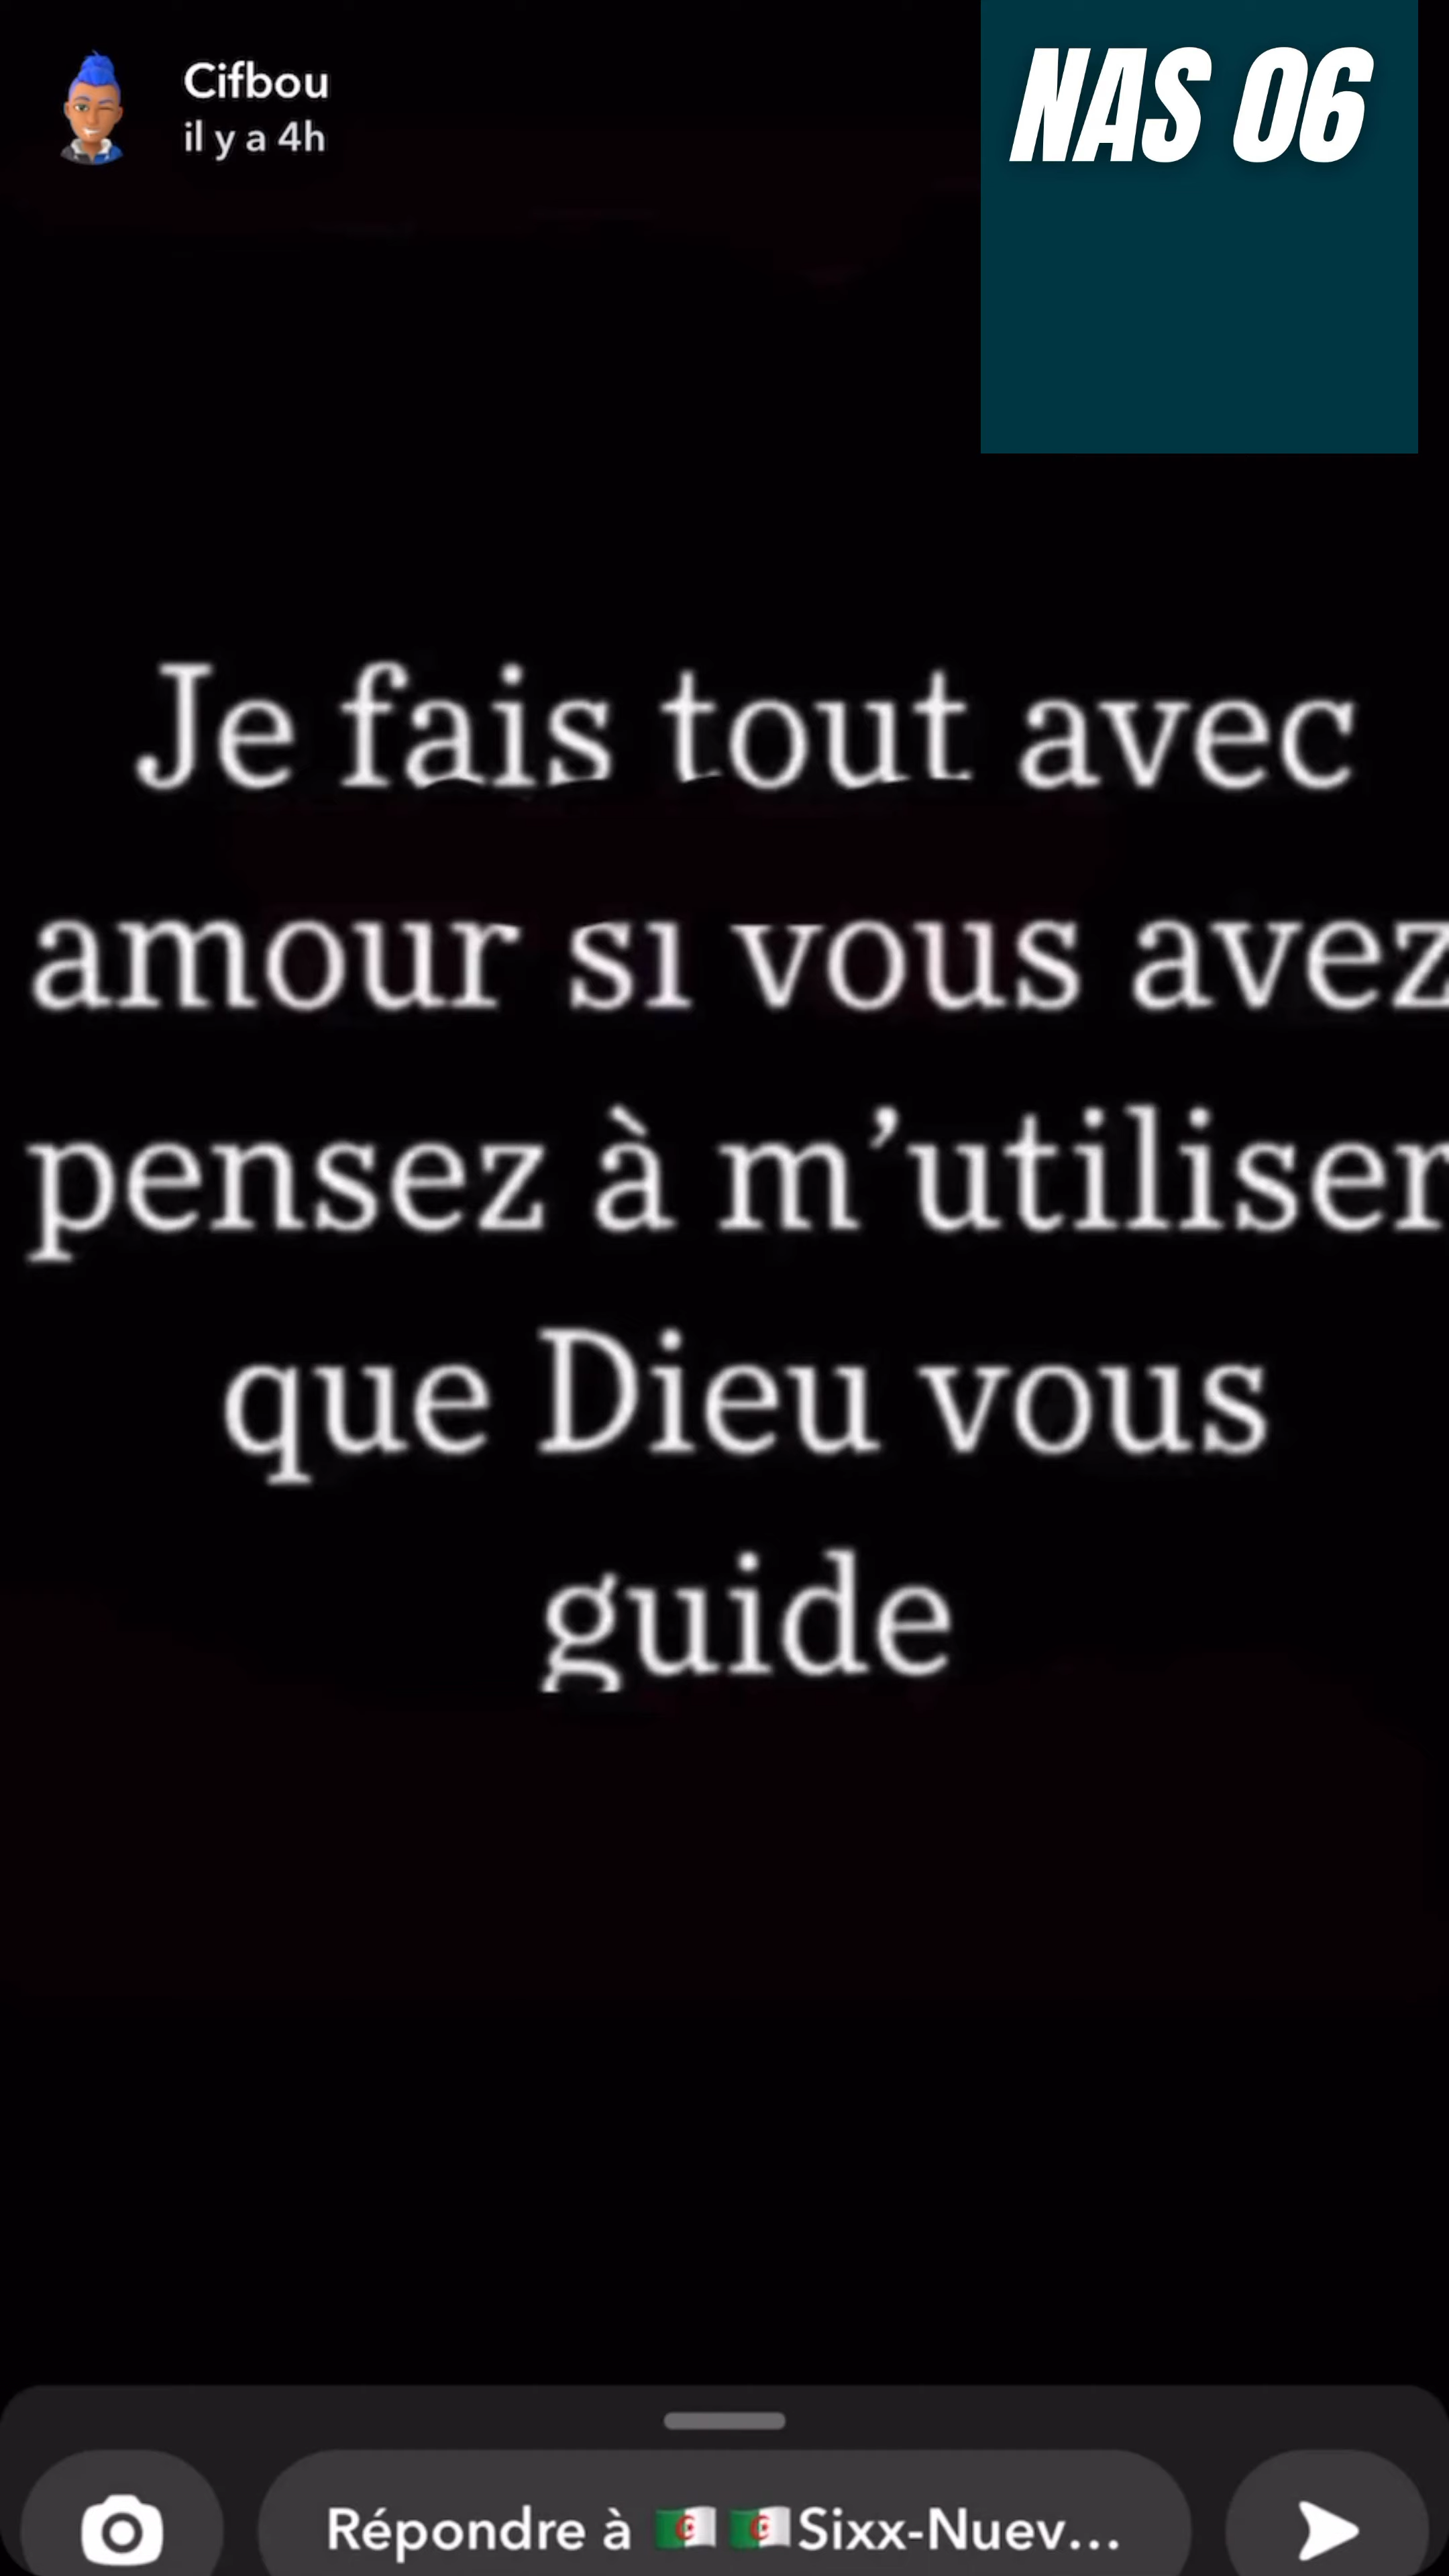 Cifbou
il y a 4h
NAS 06
Je fais tout avec
amour si vous avez
pensez à m’utiliser
que Dieu vous
guide
Répondre à 🇩🇿🇩🇿Sixx-Nuev...